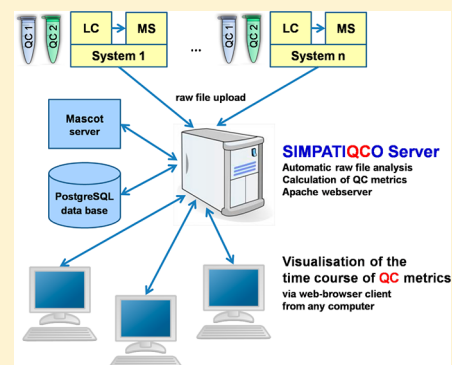 QC 1
QC 2
LC
MS
System 1
...
QC 1
QC 2
LC
MS
System n
raw file upload
Mascot
server
PostgreSQL
data base
SIMPATIQCO Server
Automatic raw file analysis
Calculation of QC metrics
Apache webserver
Visualisation of the
time course of QC metrics
via web-browser client
from any computer